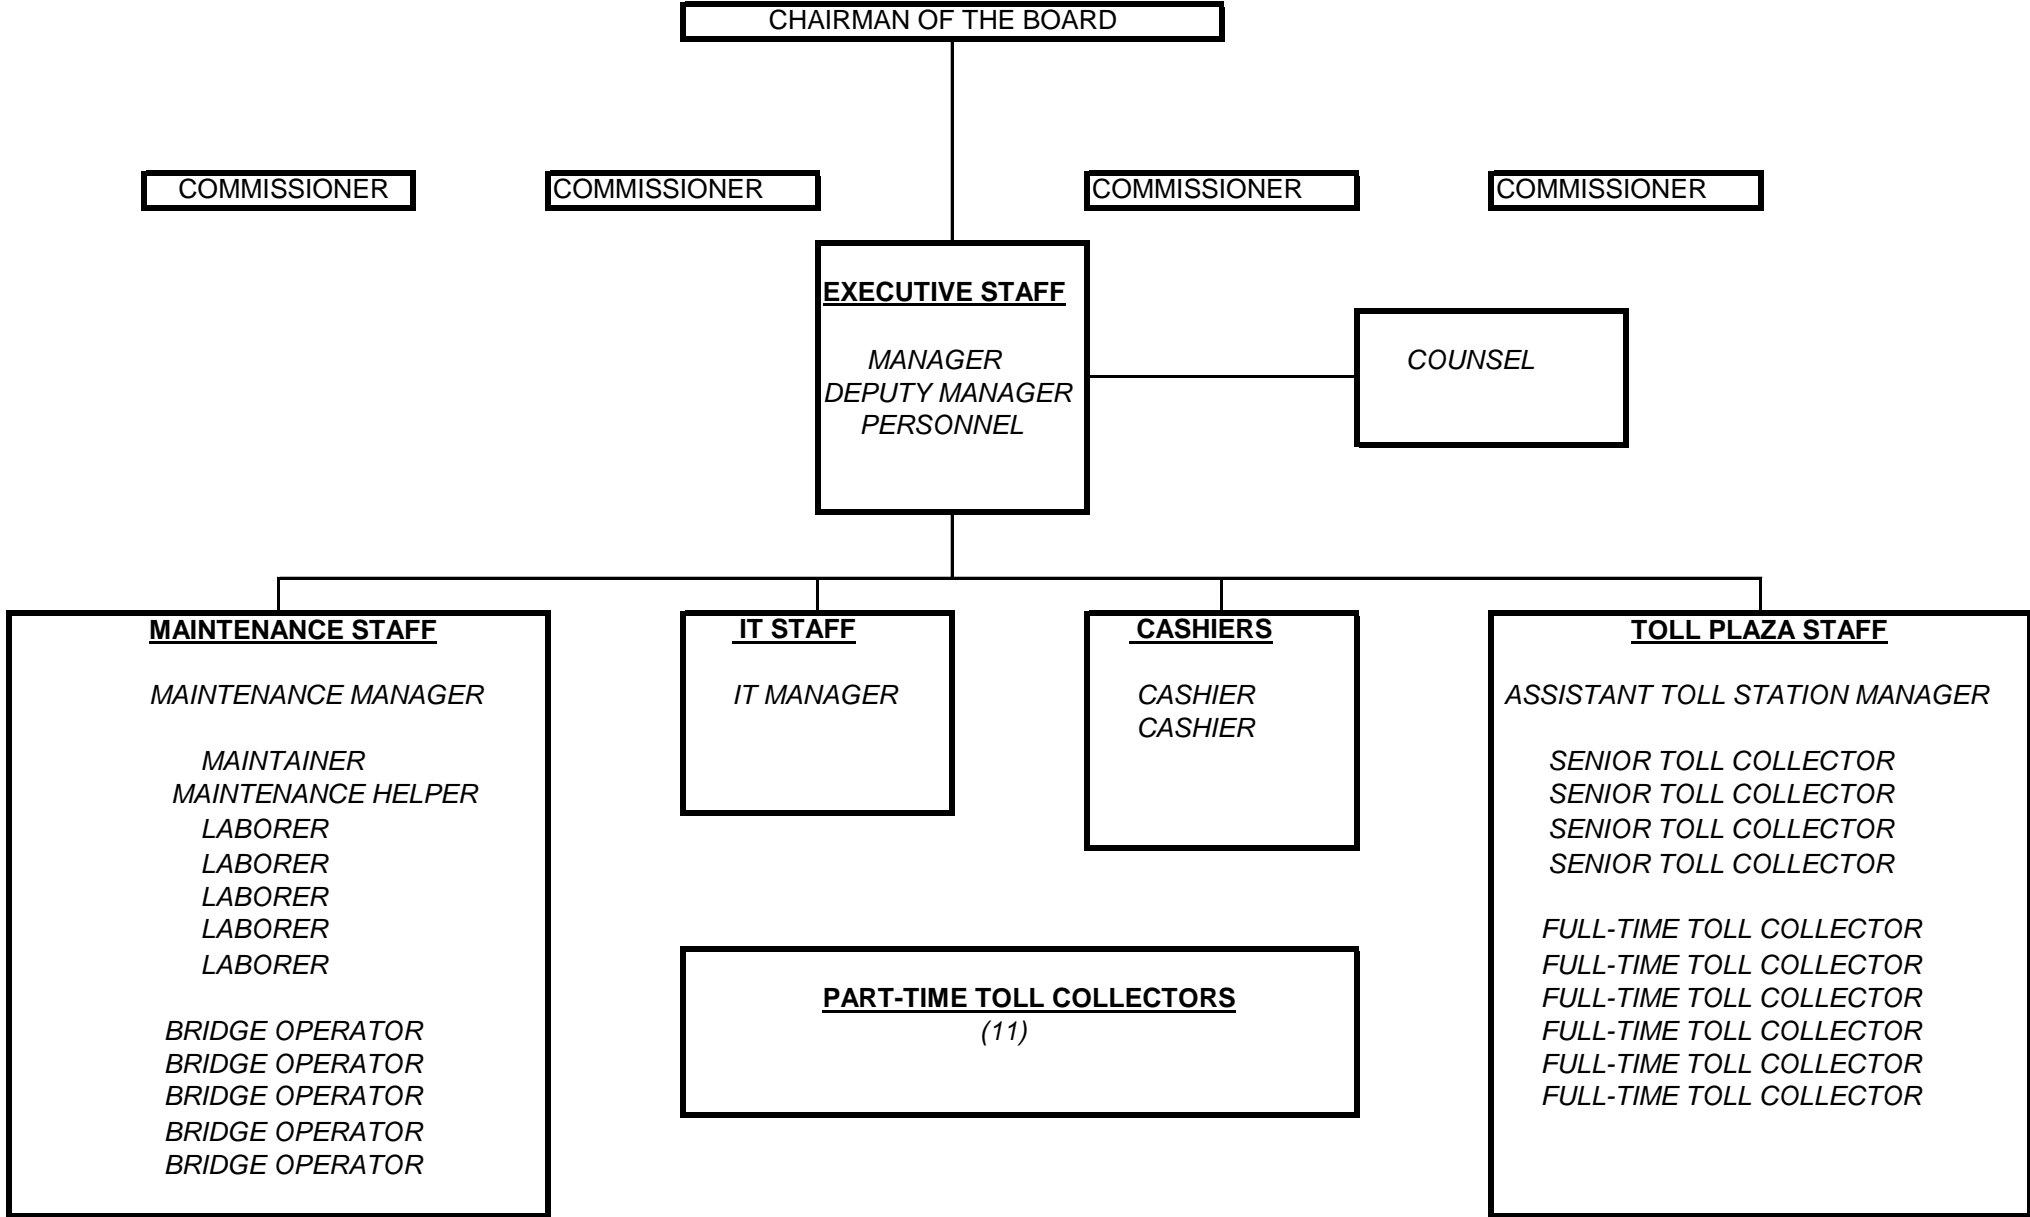 CHAIRMAN OF THE BOARD
COMMISSIONER
COMMISSIONER
COMMISSIONER
COMMISSIONER
EXECUTIVE STAFF
MANAGER
DEPUTY MANAGER
PERSONNEL
COUNSEL
MAINTENANCE STAFF
MAINTENANCE MANAGER
MAINTAINER
MAINTENANCE HELPER
LABORER
LABORER
LABORER
LABORER
LABORER
BRIDGE OPERATOR
BRIDGE OPERATOR
BRIDGE OPERATOR
BRIDGE OPERATOR
BRIDGE OPERATOR
IT STAFF
IT MANAGER
CASHIERS
CASHIER
CASHIER
PART-TIME TOLL COLLECTORS
(11)
TOLL PLAZA STAFF
ASSISTANT TOLL STATION MANAGER
SENIOR TOLL COLLECTOR
SENIOR TOLL COLLECTOR
SENIOR TOLL COLLECTOR
SENIOR TOLL COLLECTOR
FULL-TIME TOLL COLLECTOR
FULL-TIME TOLL COLLECTOR
FULL-TIME TOLL COLLECTOR
FULL-TIME TOLL COLLECTOR
FULL-TIME TOLL COLLECTOR
FULL-TIME TOLL COLLECTOR